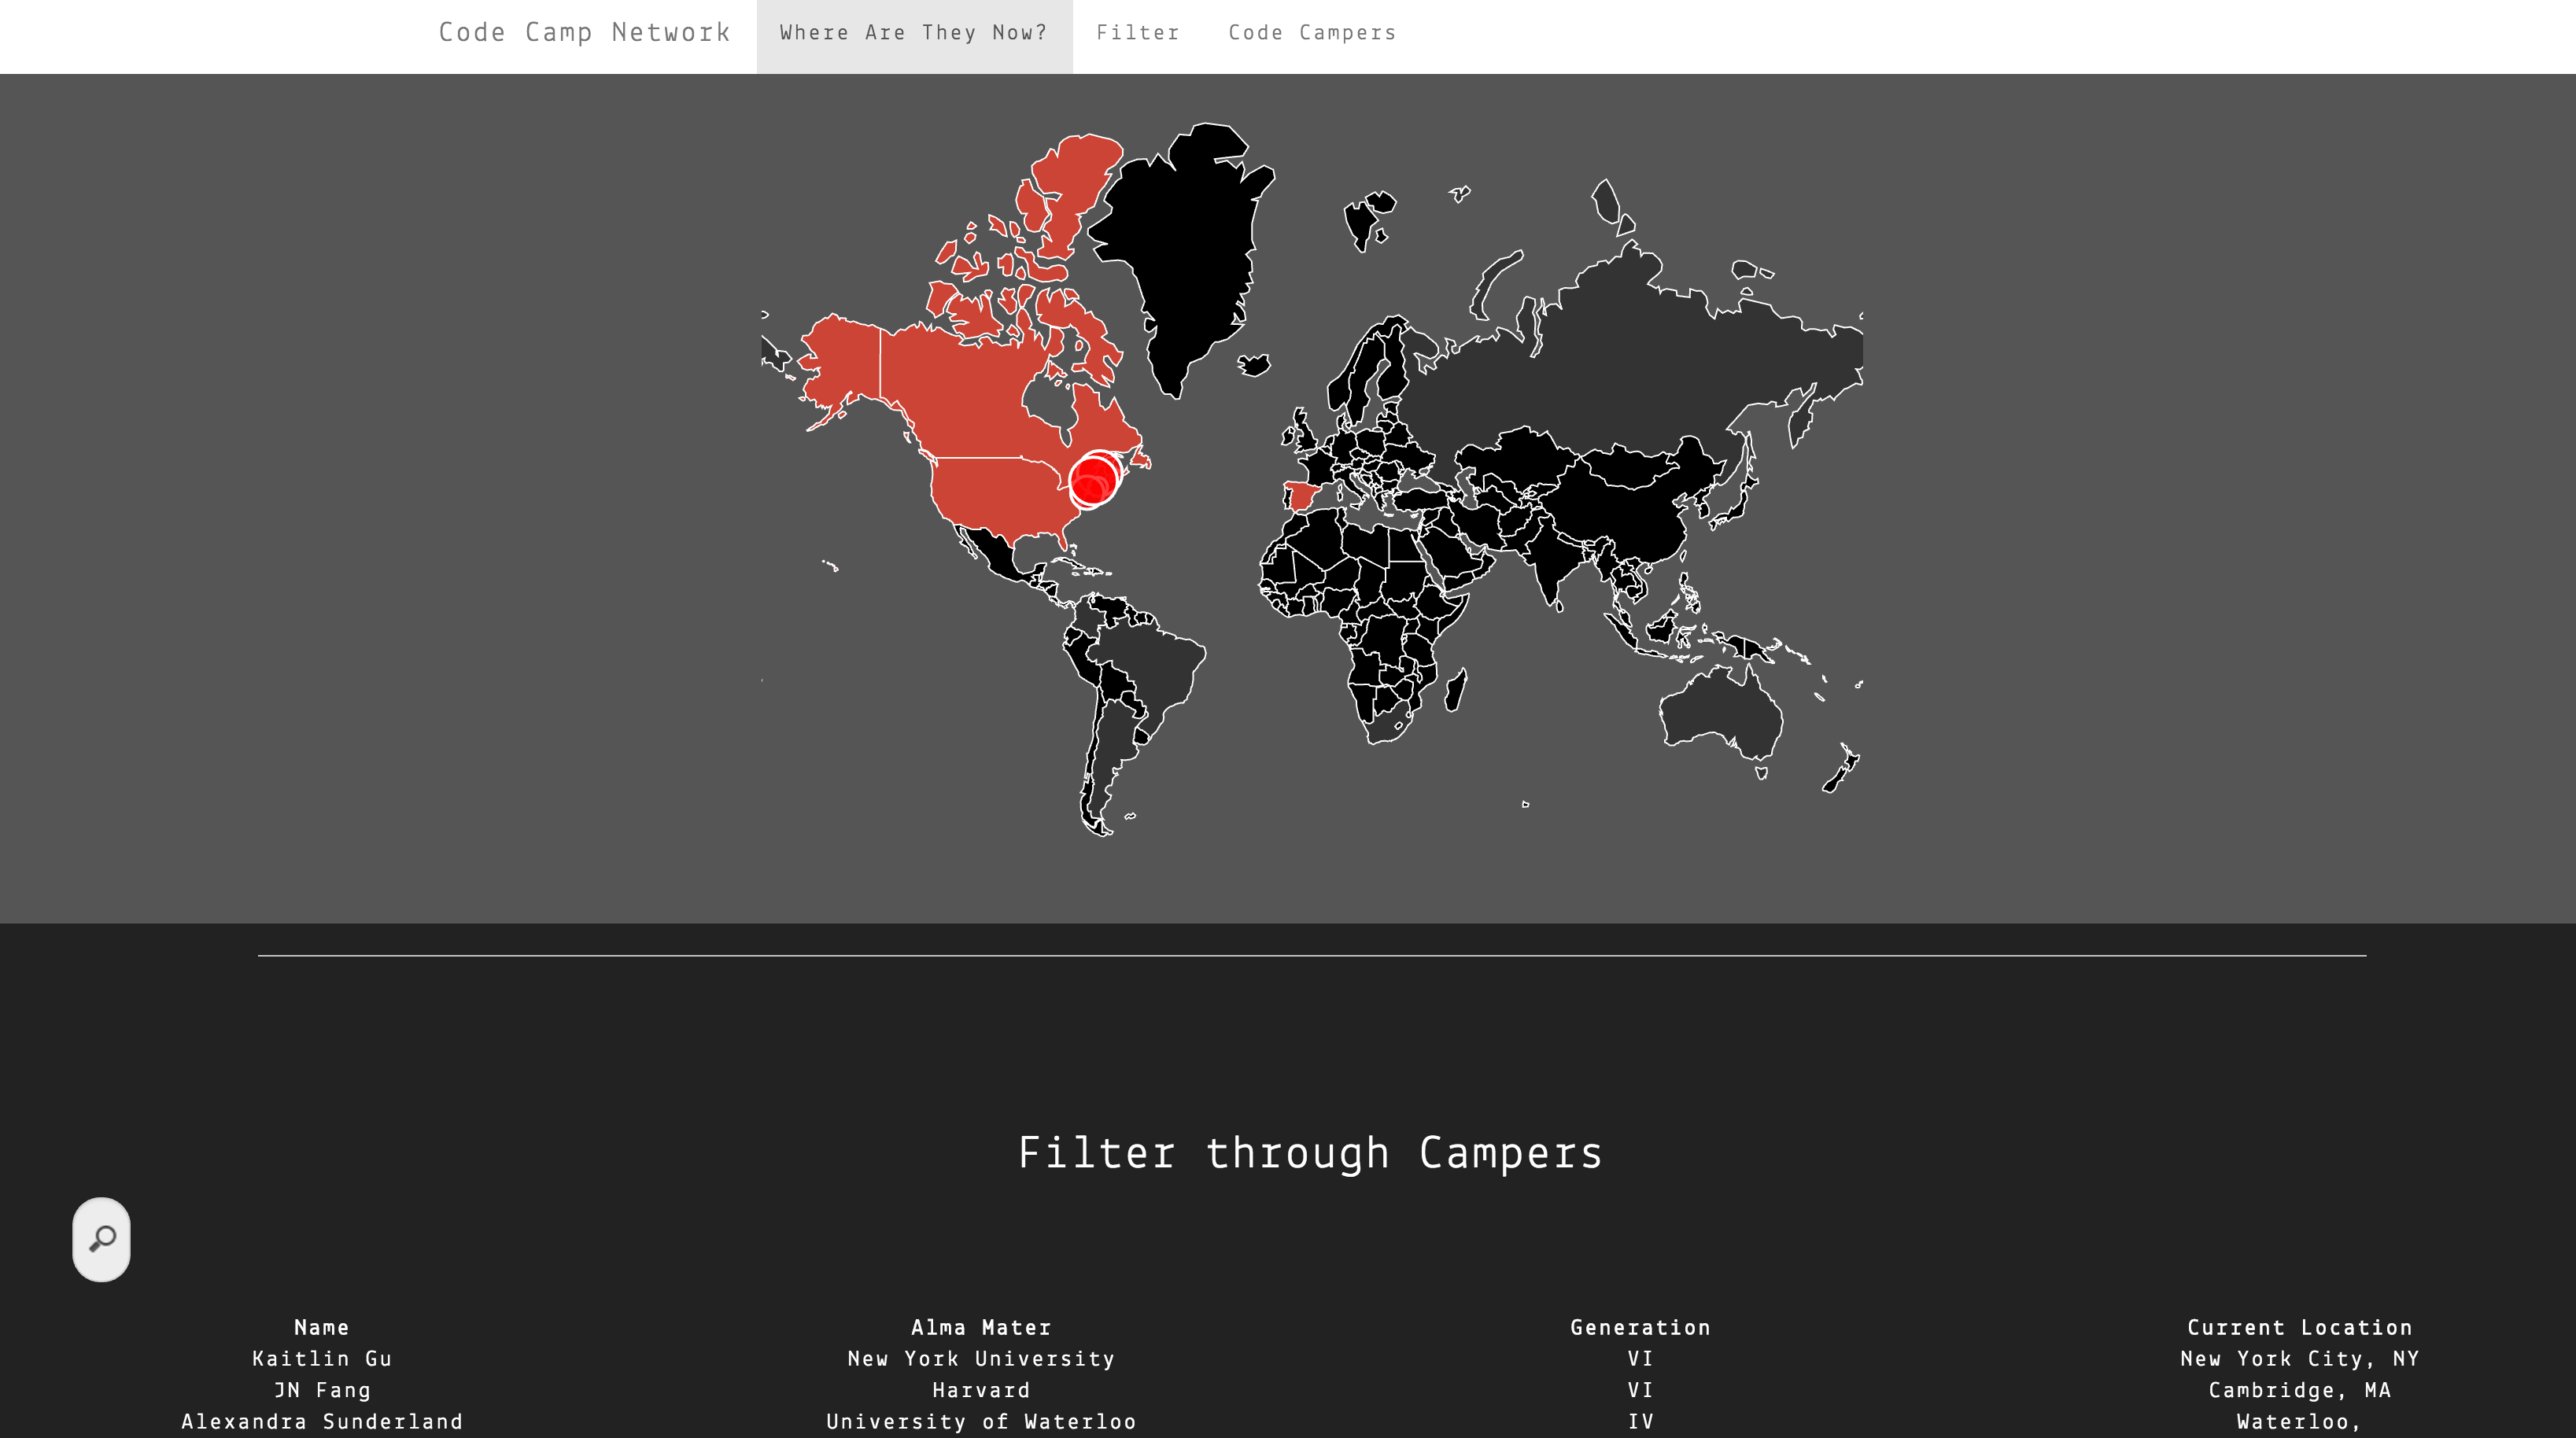 Code Camp Network Where Are They Now? Filter Code Campers
Filter through Campers
Name Alma Mater Generation Current Location
Kaitlin Gu New York University VI New York City, NY
JN Fang Harvard VI Cambridge, MA
Alexandra Sunderland University of Waterloo IV Waterloo,